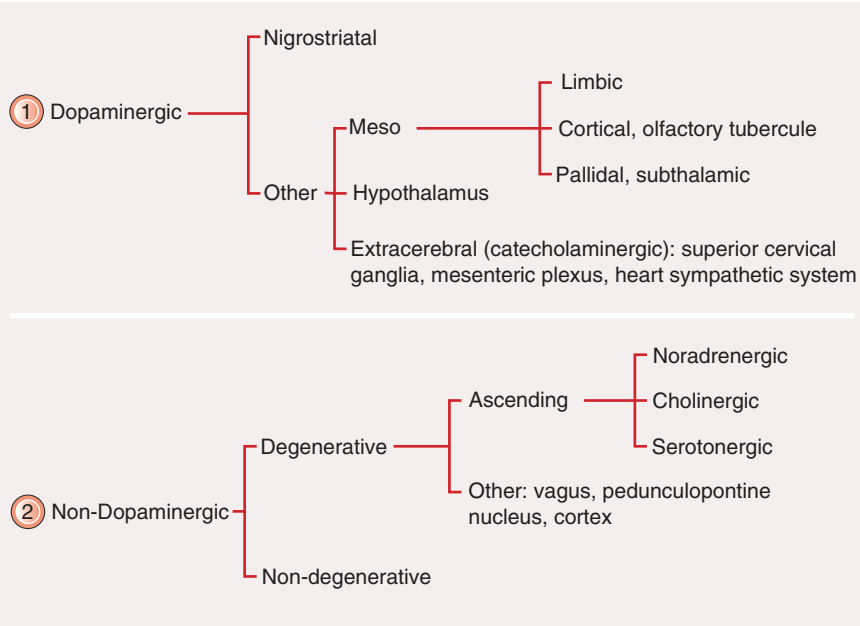 Nigrostriatal
1 Dopaminergic
Limbic
Meso
Cortical, olfactory tubercule
Pallidal, subthalamic
Other
Hypothalamus
Extracerebral (catecholaminergic): superior cervical
ganglia, mesenteric plexus, heart sympathetic system
Noradrenergic
Ascending
Cholinergic
Degenerative
Serotonergic
Other: vagus, pedunculopontine
nucleus, cortex
2 Non-Dopaminergic
Non-degenerative